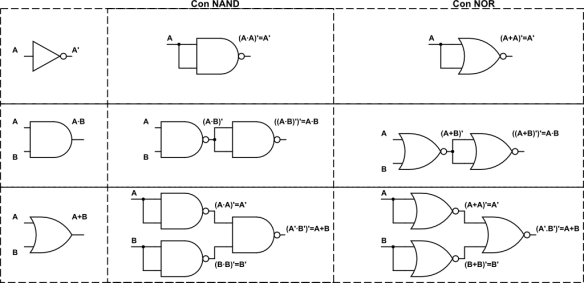 Con NAND
Con NOR
A
A'
A
(A·A)'=A'
A
(A+A)'=A'
A
A·B
B
A
(A·B)'
((A·B)')'=A·B
B
A
(A+B)'
((A+B)')'=A·B
B
A
A+B
B
A
(A·A)'=A'
B
(A'·B')'=A+B
(B·B)'=B'
A
(A+A)'=A'
B
(A'.B')'=A+B
(B+B)'=B'